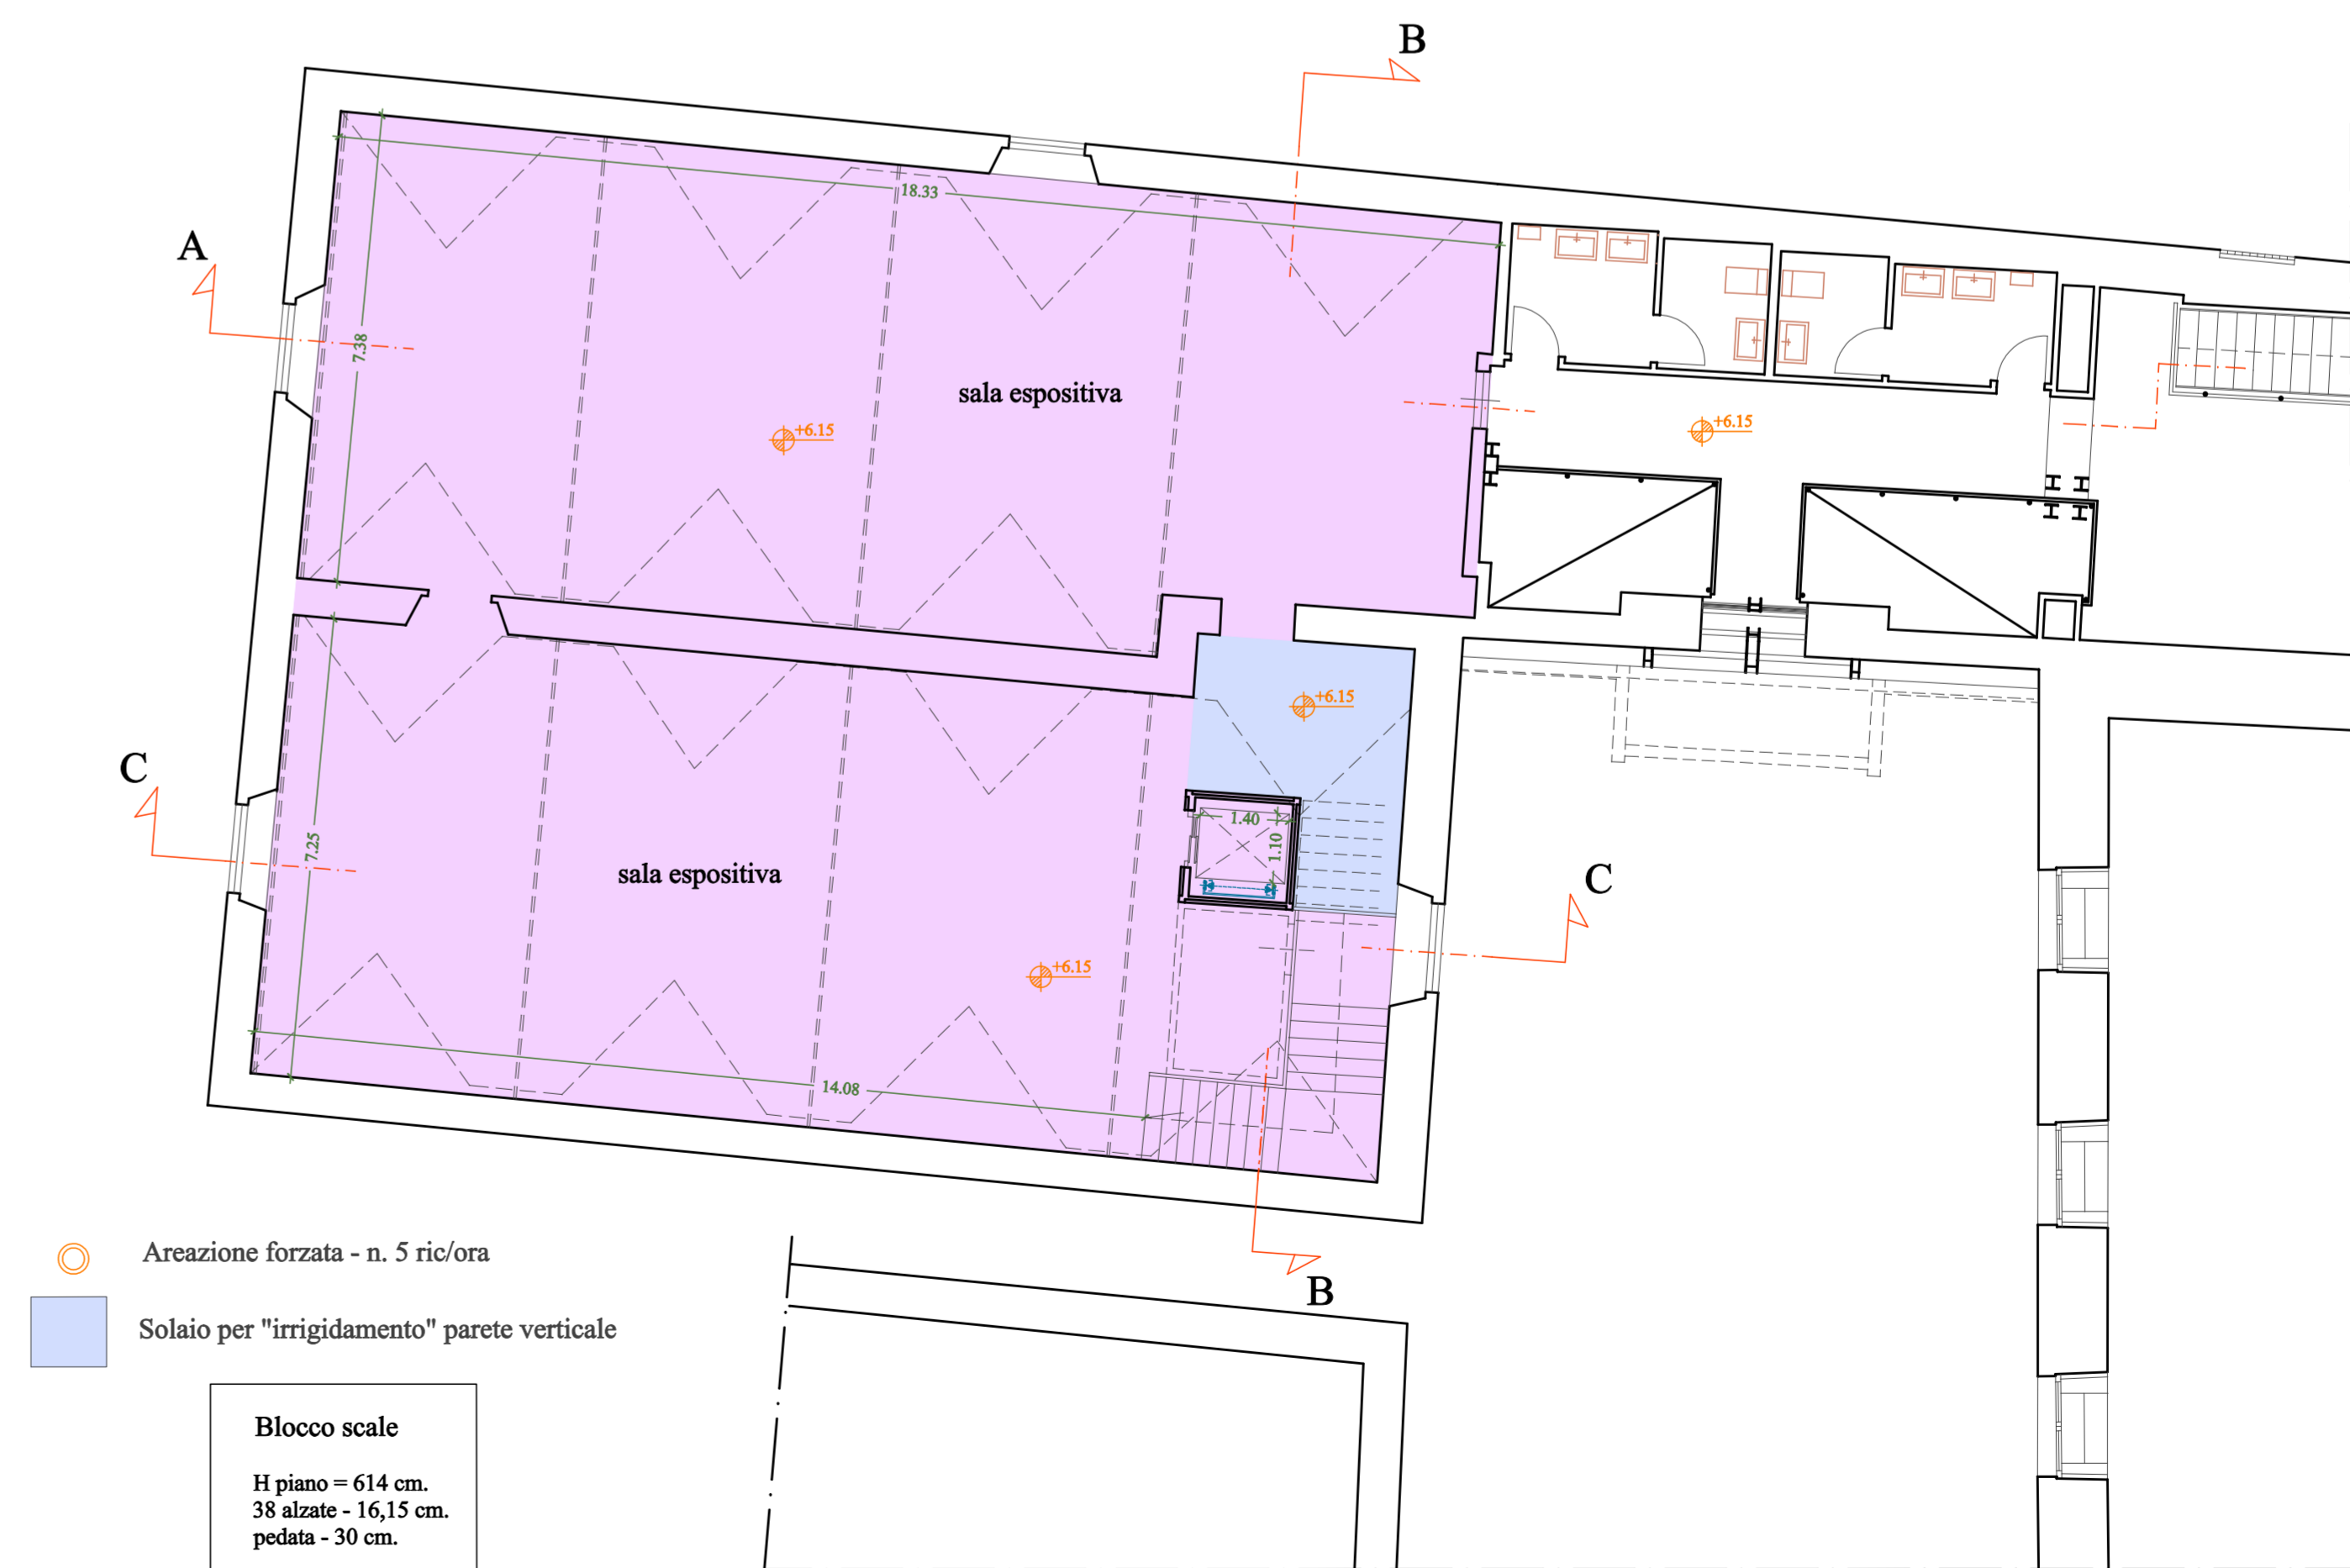 B
18.33
A
7.38
sala espositiva
+6.15
+6.15
+6.15
C
1.40
1.10
7.25
sala espositiva
C
+6.15
14.08
B
Areazione forzata - n. 5 ric/ora
Solaio per "irrigidamento" parete verticale
Blocco scale
H piano = 614 cm.
38 alzate - 16,15 cm.
pedata - 30 cm.